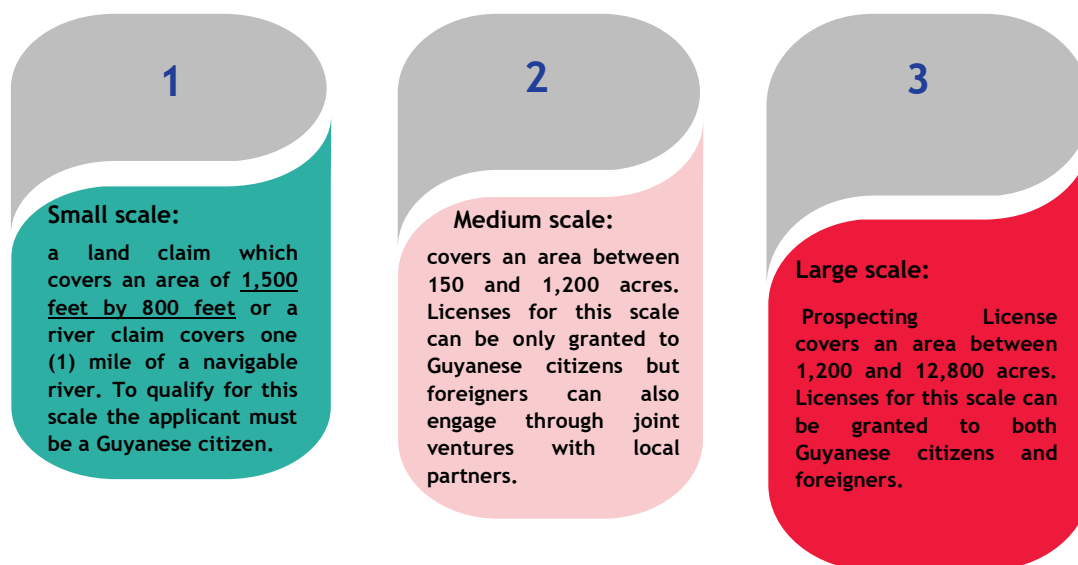 1
Small scale:
a land claim which
covers an area of 1,500
feet by 800 feet or a
river claim covers one
(1) mile of a navigable
river. To qualify for this
scale the applicant must
be a Guyanese citizen.
2
Medium scale:
covers an area between
150 and 1,200 acres.
Licenses for this scale
can be only granted to
Guyanese citizens but
foreigners can also
engage through joint
ventures with local
partners.
3
Large scale:
Prospecting License
covers an area between
1,200 and 12,800 acres.
Licenses for this scale can
be granted to both
Guyanese citizens and
foreigners.